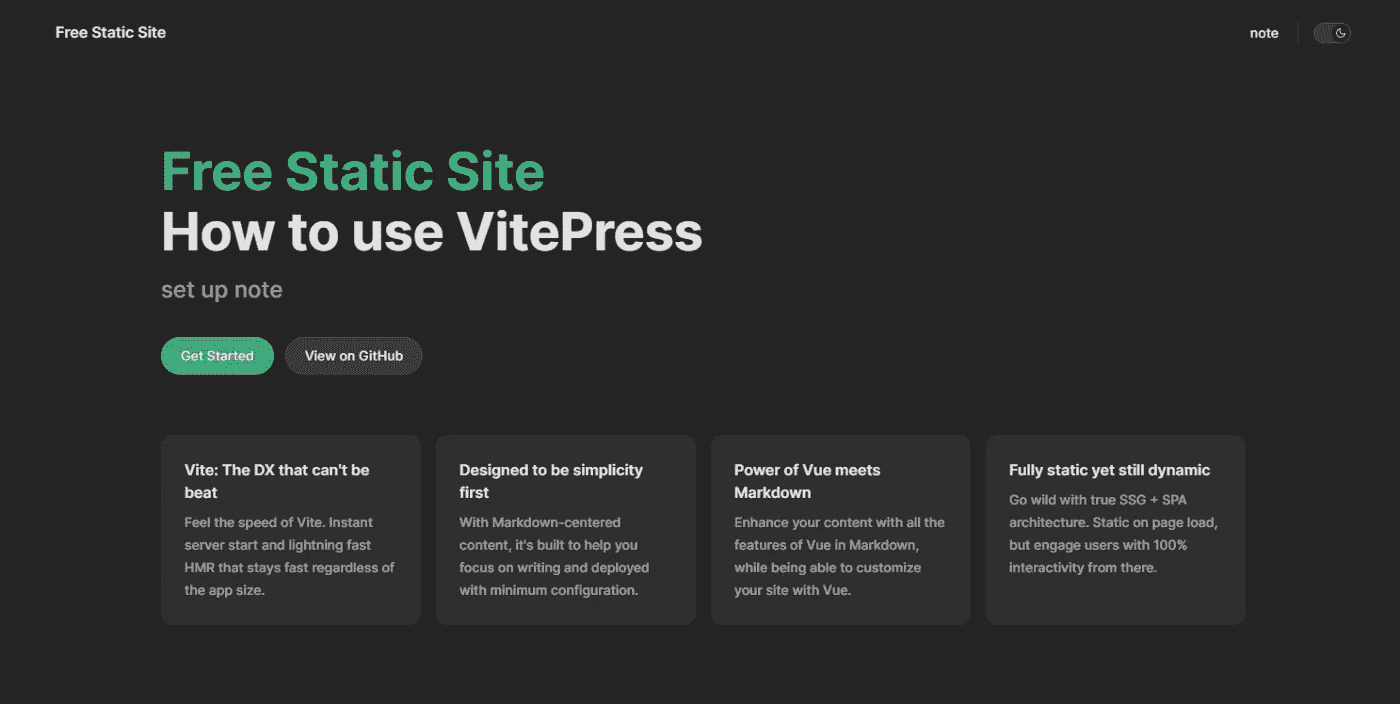 Free Static Site
note
Free Static Site
How to use VitePress
set up note
Get Started
View on GitHub
Vite: The DX that can't be
beat
Feel the speed of Vite. Instant
server start and lightning fast
HMR that stays fast regardless of
the app size.
Designed to be simplicity
first
With Markdown-centered
content, it's built to help you
focus on writing and deployed
with minimum configuration.
Power of Vue meets
Markdown
Enhance your content with all the
features of Vue in Markdown,
while being able to customize
your site with Vue.
Fully static yet still dynamic
Go wild with true SSG + SPA
architecture. Static on page load,
but engage users with 100%
interactivity from there.